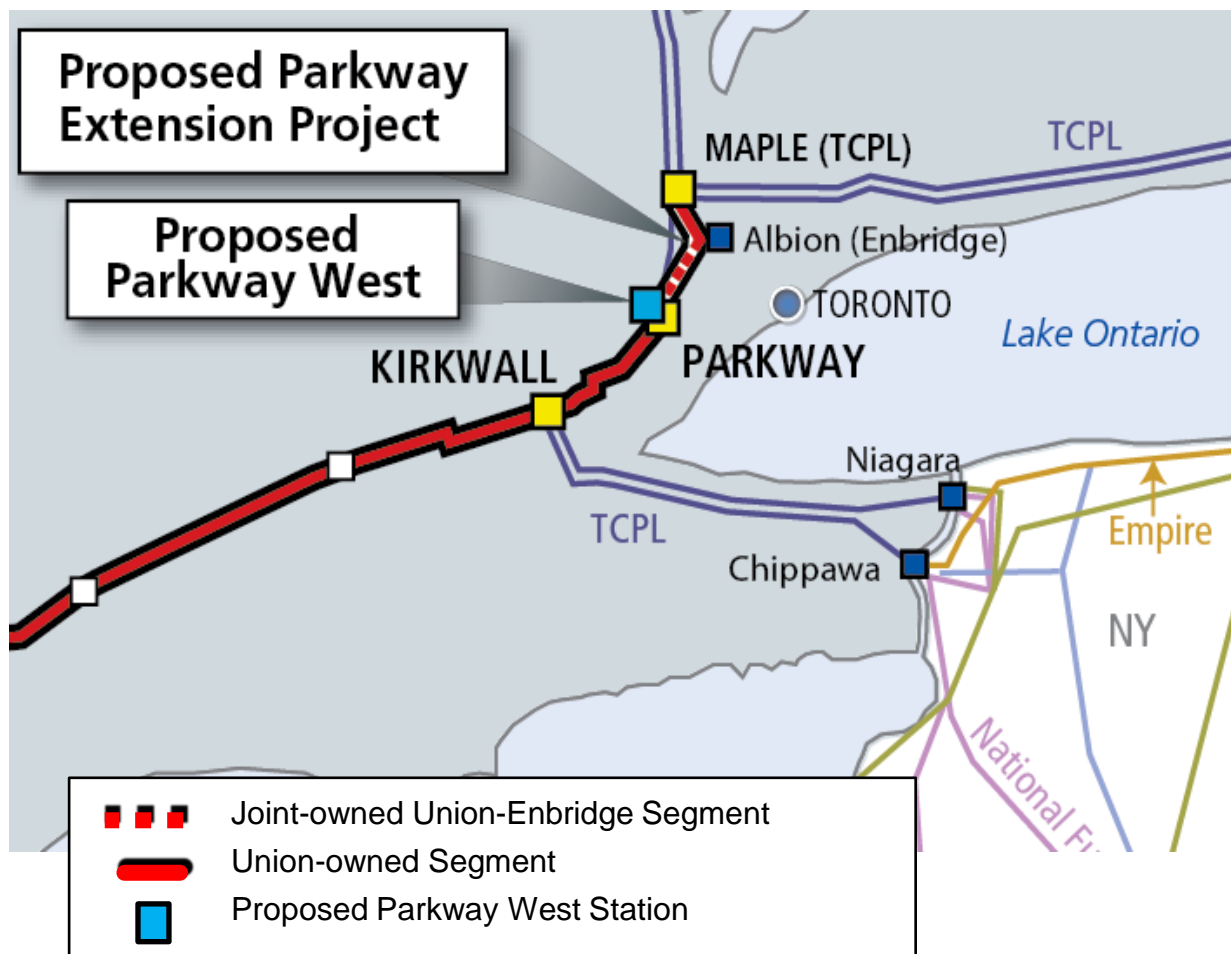 Proposed Parkway
Extension Project
MAPLE (TCPL)
TCPL
Proposed
Parkway West
Albion (Enbridge)
TORONTO
Lake Ontario
KIRKWALL
PARKWAY
Niagara
TCPL
Empire
Chippawa
NY
National Fu
Joint-owned Union-Enbridge Segment
Union-owned Segment
Proposed Parkway West Station